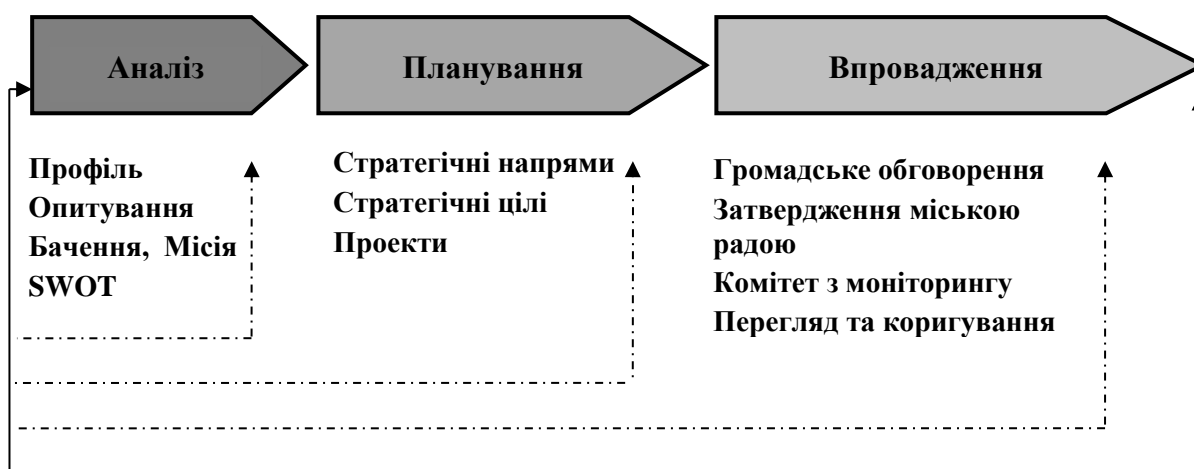 Аналіз
Планування
Впровадження
Профіль
Опитування
Бачення, Місія
SWOT
Стратегічні напрями
Стратегічні цілі
Проекти
Громадське обговорення
Затвердження міською
радою
Комітет з моніторингу
Перегляд та коригування